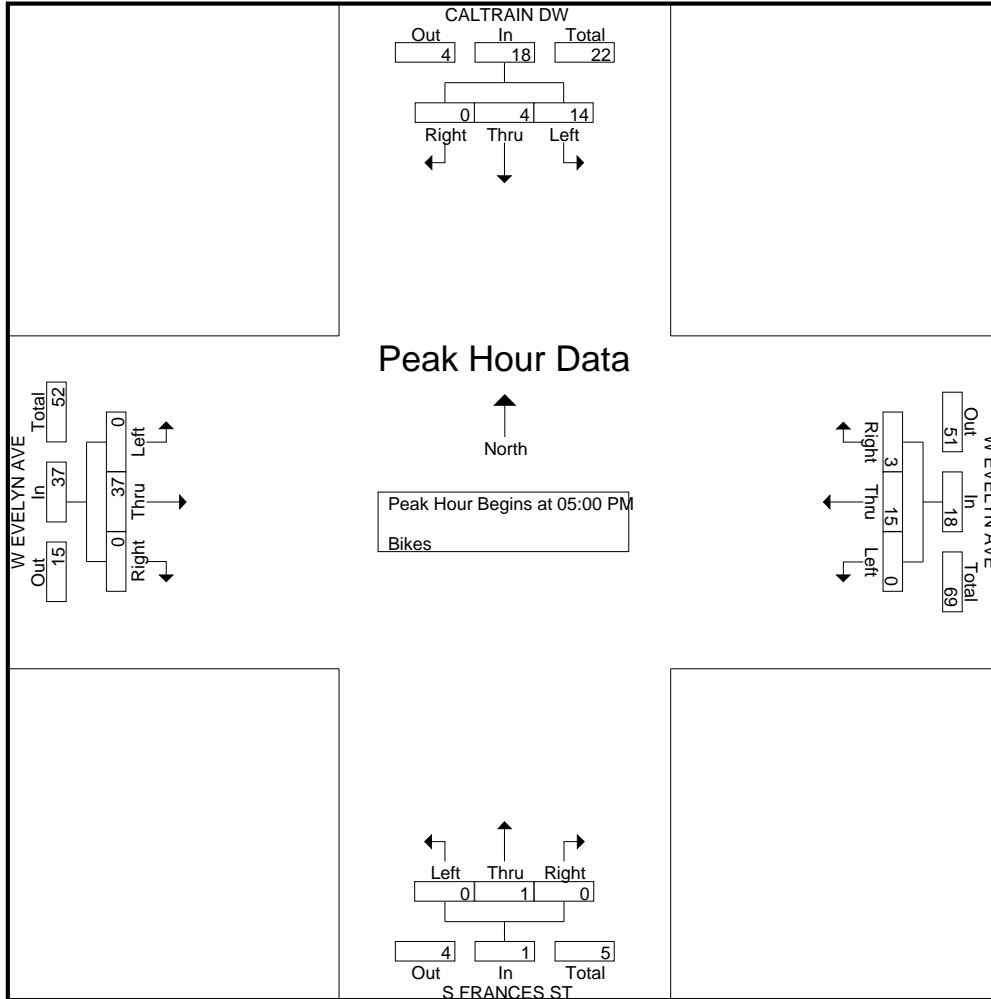 CALTRAIN DW
Out In Total
4 18 22
0 4 14
Right Thru Left
Peak Hour Data
North
Peak Hour Begins at 05:00 PM
Bikes
W EVELYN AVE
Out In Total
15 37 52
0 37 0
Right Thru Left
W EVELYN AVE
Out In Total
51 18 69
3 15 0
Right Thru Left
Left Thru Right
0 1 0
4 1 5
Out In Total
S FRANCES ST